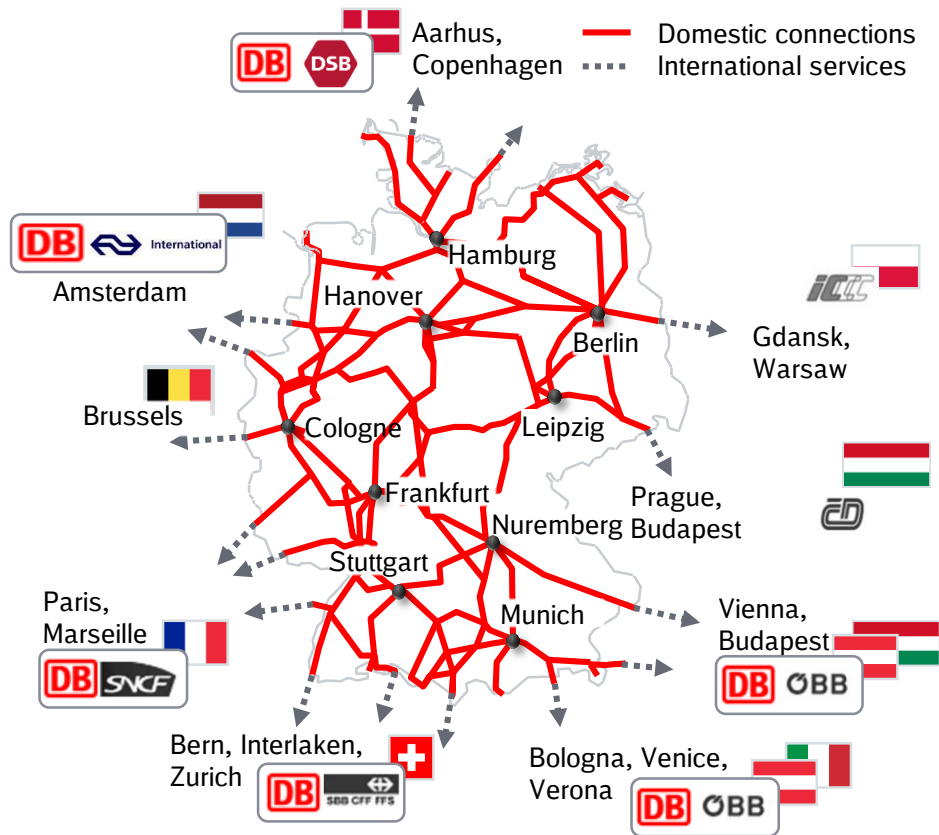 Aarhus,
Copenhagen
DB
DSB
Domestic connections
International services
DB
International
Amsterdam
Hamburg
Hanover
Berlin
Gdansk,
Warsaw
Brussels
Cologne
Leipzig
Frankfurt
Prague,
Budapest
Nuremberg
Stuttgart
Munich
Paris,
Marseille
DB
SNCF
Vienna,
Budapest
DB
ÖBB
Bern, Interlaken,
Zurich
DB
SBB CFF FFS
Bologna, Venice,
Verona
DB
ÖBB